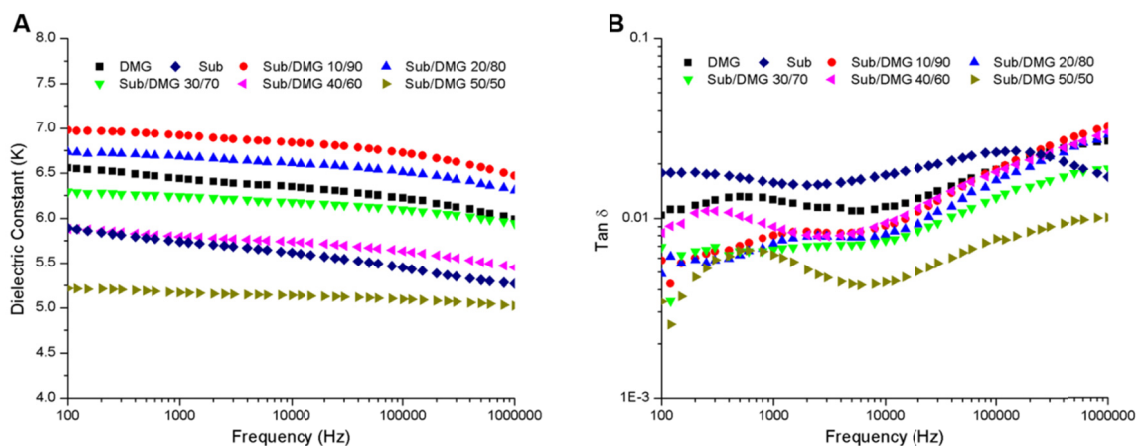 A
8.0
DMG Sub Sub/DMG 10/90 Sub/DMG 20/80
Sub/DMG 30/70 Sub/DMG 40/60 Sub/DMG 50/50
7.5
7.0
6.5
6.0
5.5
5.0
4.5
4.0
Dielectric Constant (K)
100 1000 10000 100000 1000000
Frequency (Hz)
B
0.1
DMG Sub Sub/DMG 10/90 Sub/DMG 20/80
Sub/DMG 30/70 Sub/DMG 40/60 Sub/DMG 50/50
0.01
1E-3
Tan δ
100 1000 10000 100000 1000000
Frequency (Hz)